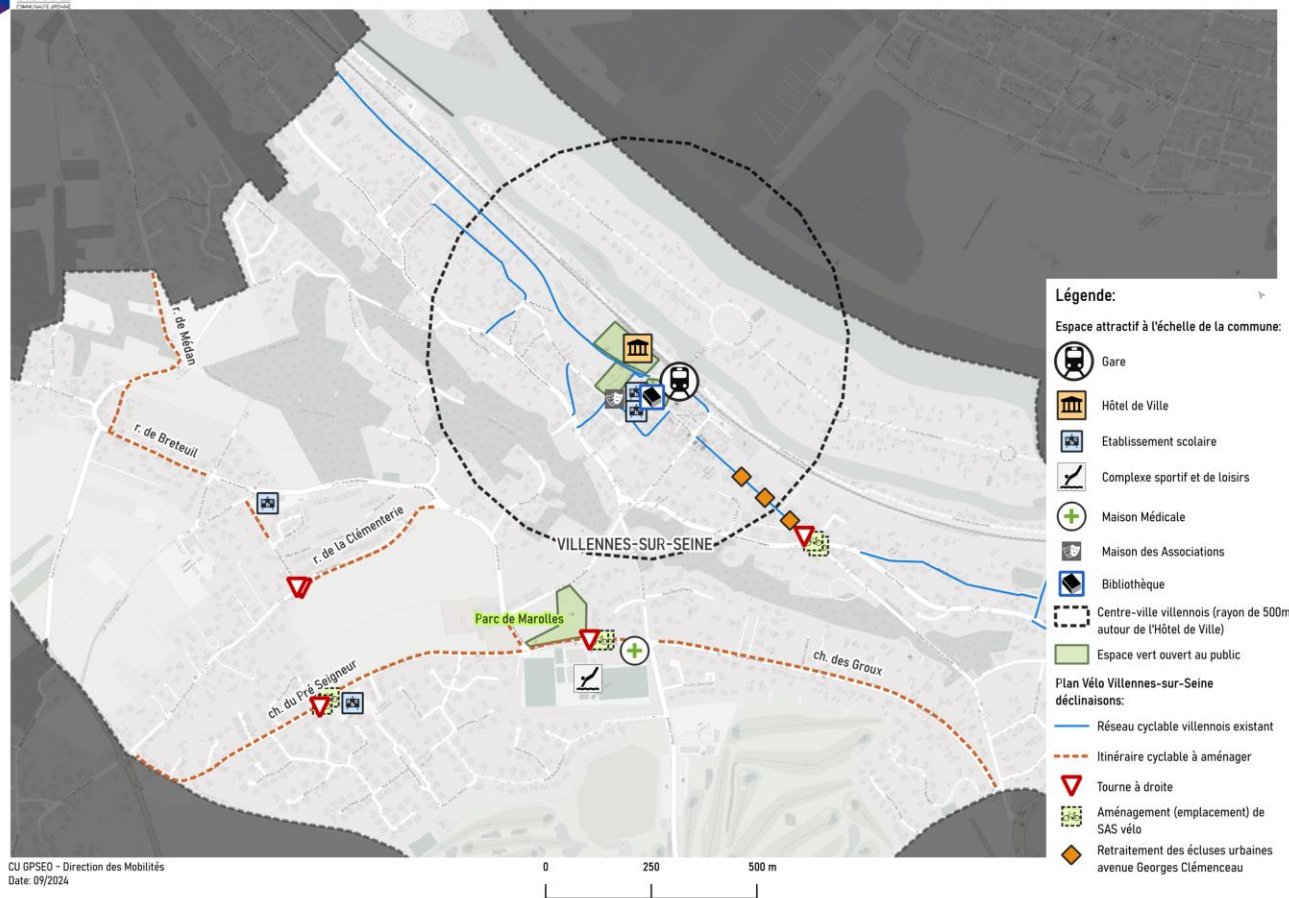 COMMUNAUTÉ URBAINE
r. de Médan
r. de Breteuil
r. de la Clémenterie
VILLENNES-SUR-SEINE
Parc de Marolles
ch. du Pré Seigneur
ch. des Groux
Légende:
Espace attractif à l'échelle de la commune:
Gare
Hôtel de Ville
Etablissement scolaire
Complexe sportif et de loisirs
Maison Médicale
Maison des Associations
Bibliothèque
Centre-ville villennois (rayon de 500m
autour de l'Hôtel de Ville)
Espace vert ouvert au public
Plan Vélo Villennes-sur-Seine
déclinaisons:
Réseau cyclable villennois existant
Itinéraire cyclable à aménager
Tourne à droite
Aménagement (emplacement) de
SAS vélo
Retraitement des écluses urbaines
avenue Georges Clémenceau
CU GPSEO - Direction des Mobilités
Date: 09/2024
0 250 500 m